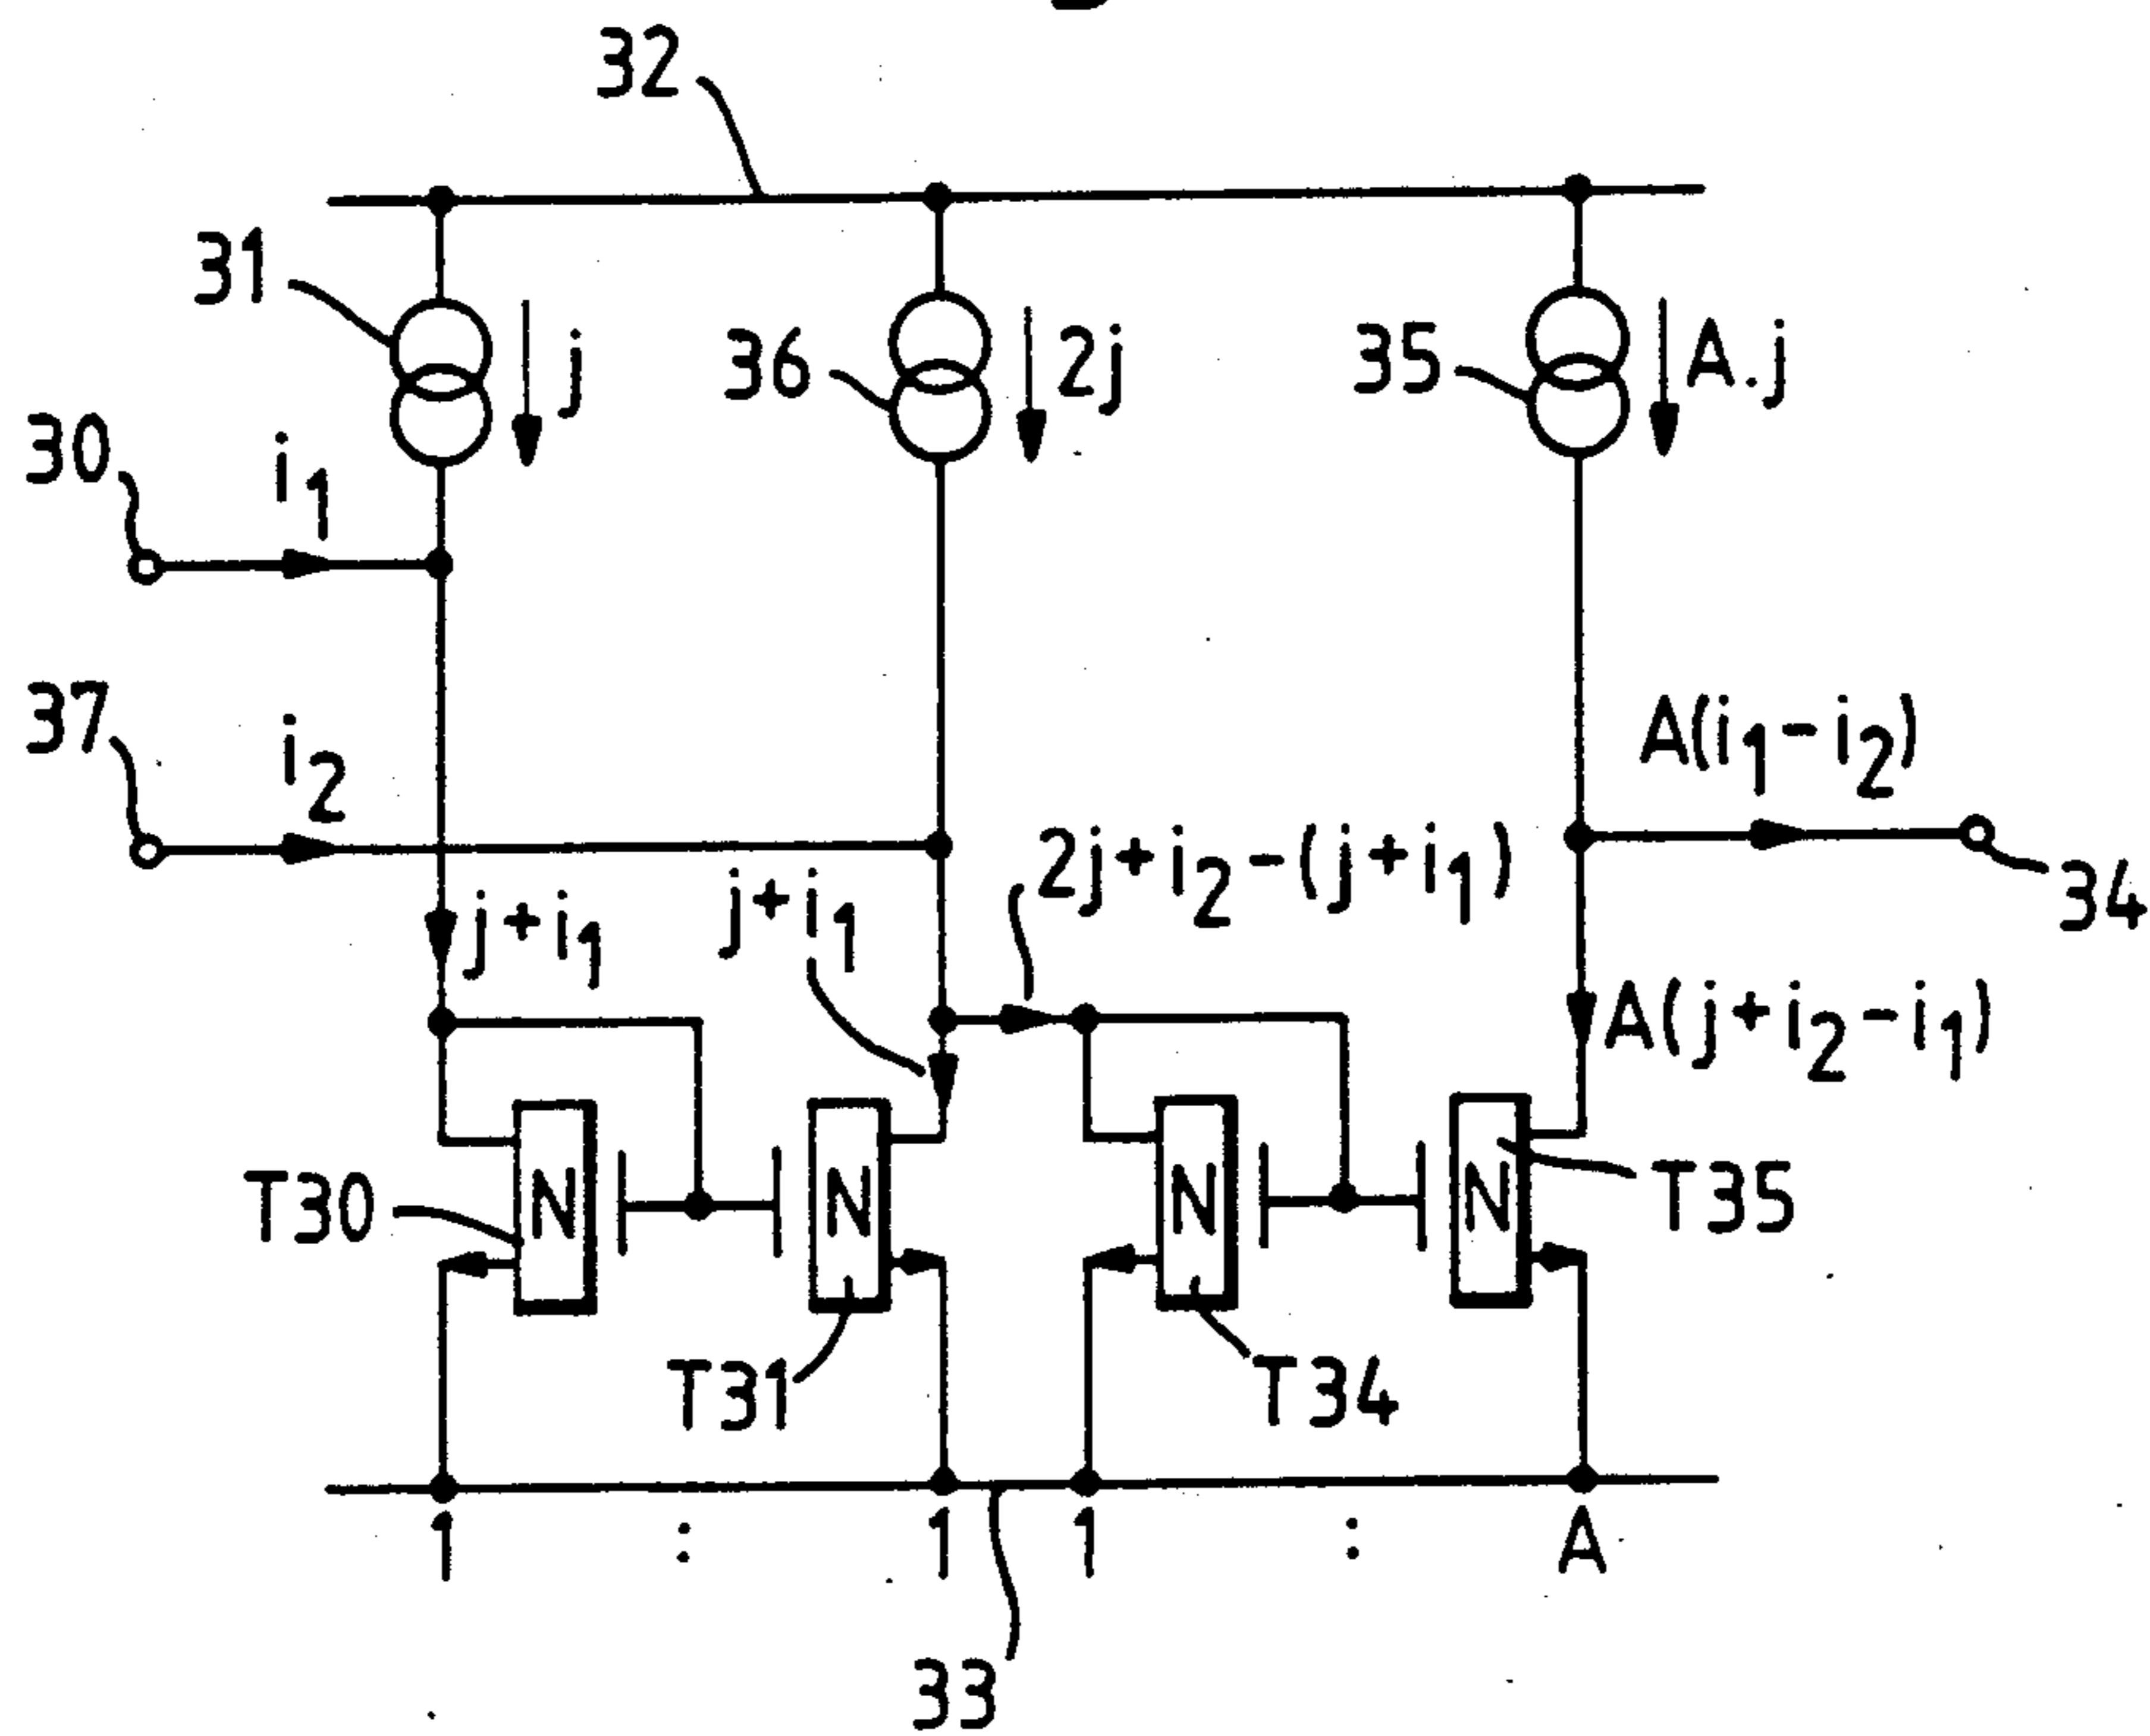 32
31
j
36
2j
35
A.j
30
i1
37
i2
A(i1-i2)
2j+i2-(j+i1)
34
j+i1
j+i1
A(j+i2-i1)
N
N
N
N
T30
T35
T31
T34
1 : 1 1 : A
33